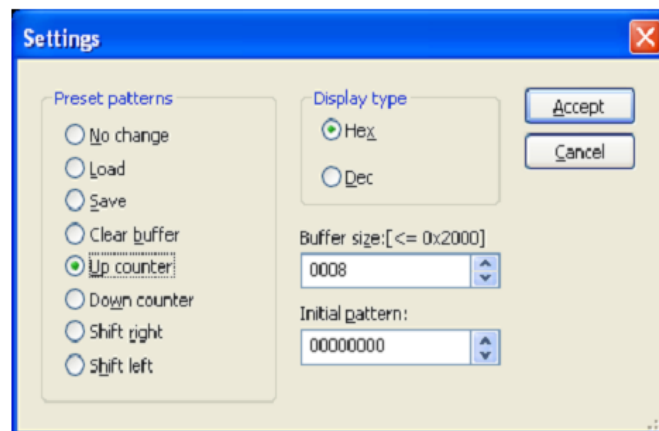 Settings
Preset patterns
No change
Load
Save
Clear buffer
Up counter
Down counter
Shift right
Shift left
Display type
Hex
Dec
Buffer size:[<= 0x2000]
0008
Initial pattern:
00000000
Accept
Cancel